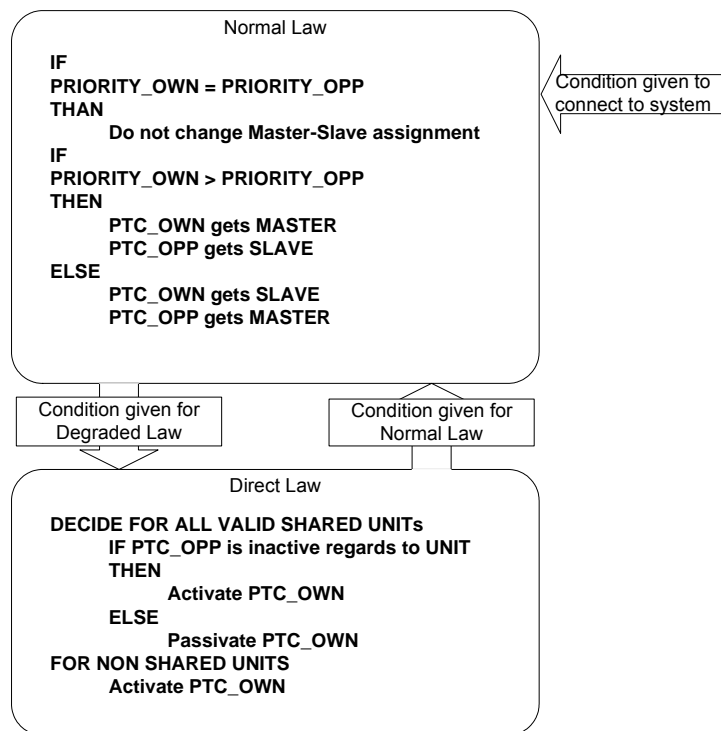 Normal Law
IF
PRIORITY_OWN = PRIORITY_OPP
THAN
Do not change Master-Slave assignment
IF
PRIORITY_OWN > PRIORITY_OPP
THEN
PTC_OWN gets MASTER
PTC_OPP gets SLAVE
ELSE
PTC_OWN gets SLAVE
PTC_OPP gets MASTER
Condition given to
connect to system
Condition given for
Degraded Law
Condition given for
Normal Law
Direct Law
DECIDE FOR ALL VALID SHARED UNITs
IF PTC_OPP is inactive regards to UNIT
THEN
Activate PTC_OWN
ELSE
Passivate PTC_OWN
FOR NON SHARED UNITS
Activate PTC_OWN